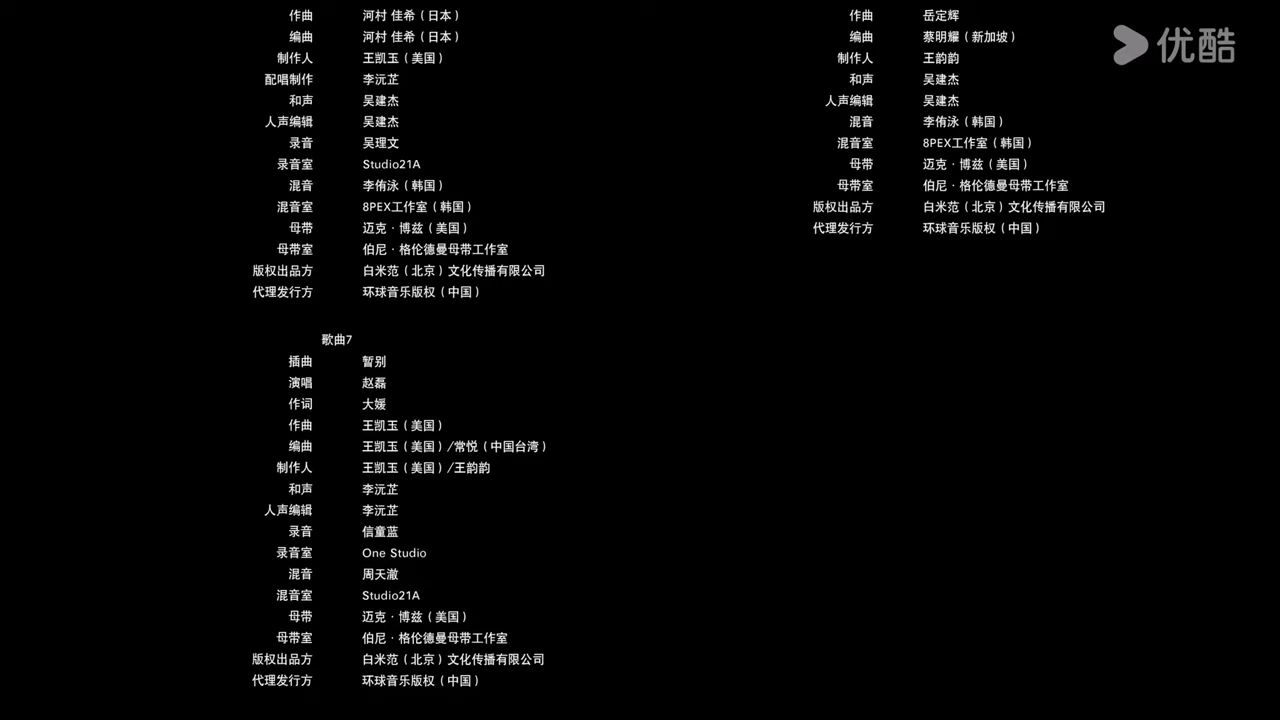 作曲 河村 佳希（日本）
编曲 河村 佳希（日本）
制作人 王凯玉（美国）
配唱制作 李沅芷
和声 吴建杰
人声编辑 吴建杰
录音 吴理文
录音室 Studio21A
混音 李侑泳（韩国）
混音室 8PEX工作室（韩国）
母带 迈克·博兹（美国）
母带室 伯尼·格伦德曼母带工作室
版权出品方 白米范（北京）文化传播有限公司
代理发行方 环球音乐版权（中国）
歌曲7
插曲 暂别
演唱 赵磊
作词 大媛
作曲 王凯玉（美国）
编曲 王凯玉（美国）/常悦（中国台湾）
制作人 王凯玉（美国）/王韵韵
和声 李沅芷
人声编辑 李沅芷
录音 信童蓝
录音室 One Studio
混音 周天澈
混音室 Studio21A
母带 迈克·博兹（美国）
母带室 伯尼·格伦德曼母带工作室
版权出品方 白米范（北京）文化传播有限公司
代理发行方 环球音乐版权（中国）
作曲 岳定辉
编曲 蔡明耀（新加坡）
制作人 王韵韵
和声 吴建杰
人声编辑 吴建杰
混音 李侑泳（韩国）
混音室 8PEX工作室（韩国）
母带 迈克·博兹（美国）
母带室 伯尼·格伦德曼母带工作室
版权出品方 白米范（北京）文化传播有限公司
代理发行方 环球音乐版权（中国）
优酷